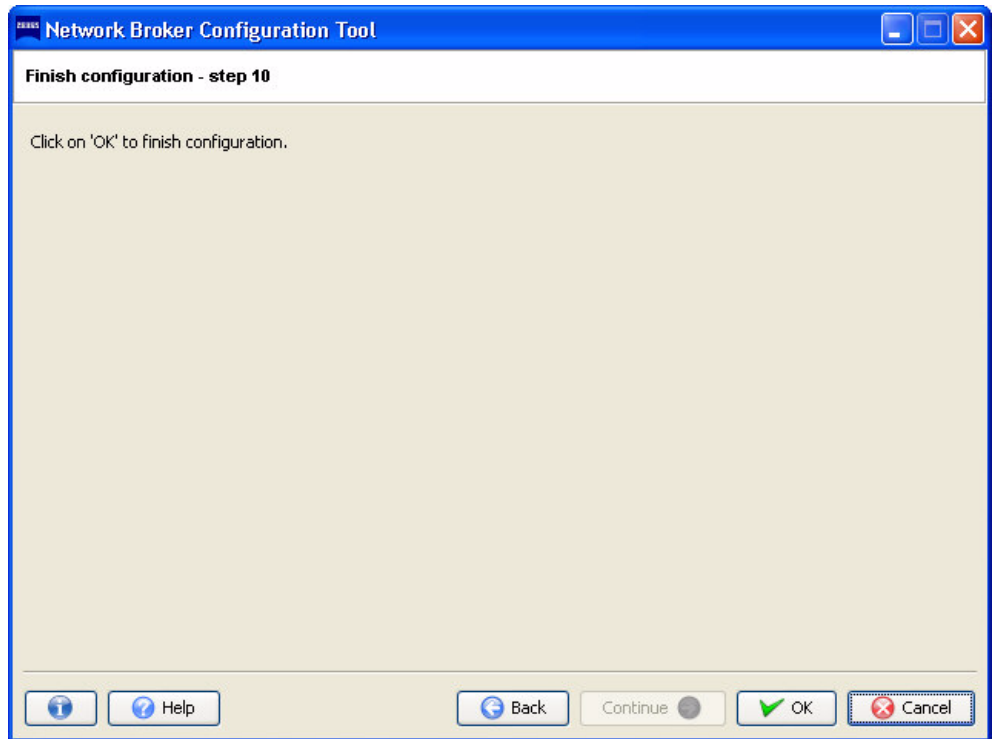 ZEISS Network Broker Configuration Tool
Finish configuration - step 10
Click on 'OK' to finish configuration.
Help Back Continue OK Cancel